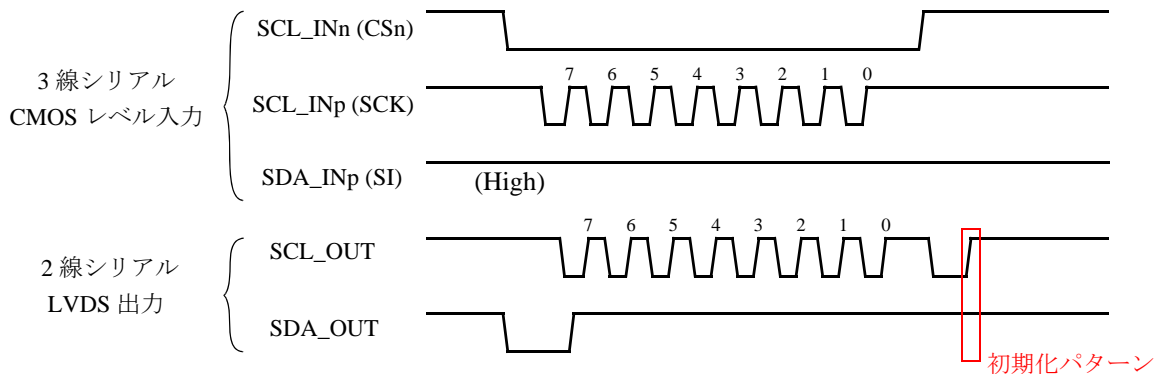 3 線シリアル
CMOS レベル入力
SCL_INn (CSn)
7 6 5 4 3 2 1 0
SCL_INp (SCK)
SDA_INp (SI)
(High)
2 線シリアル
LVDS 出力
7 6 5 4 3 2 1 0
SCL_OUT
SDA_OUT
初期化パターン